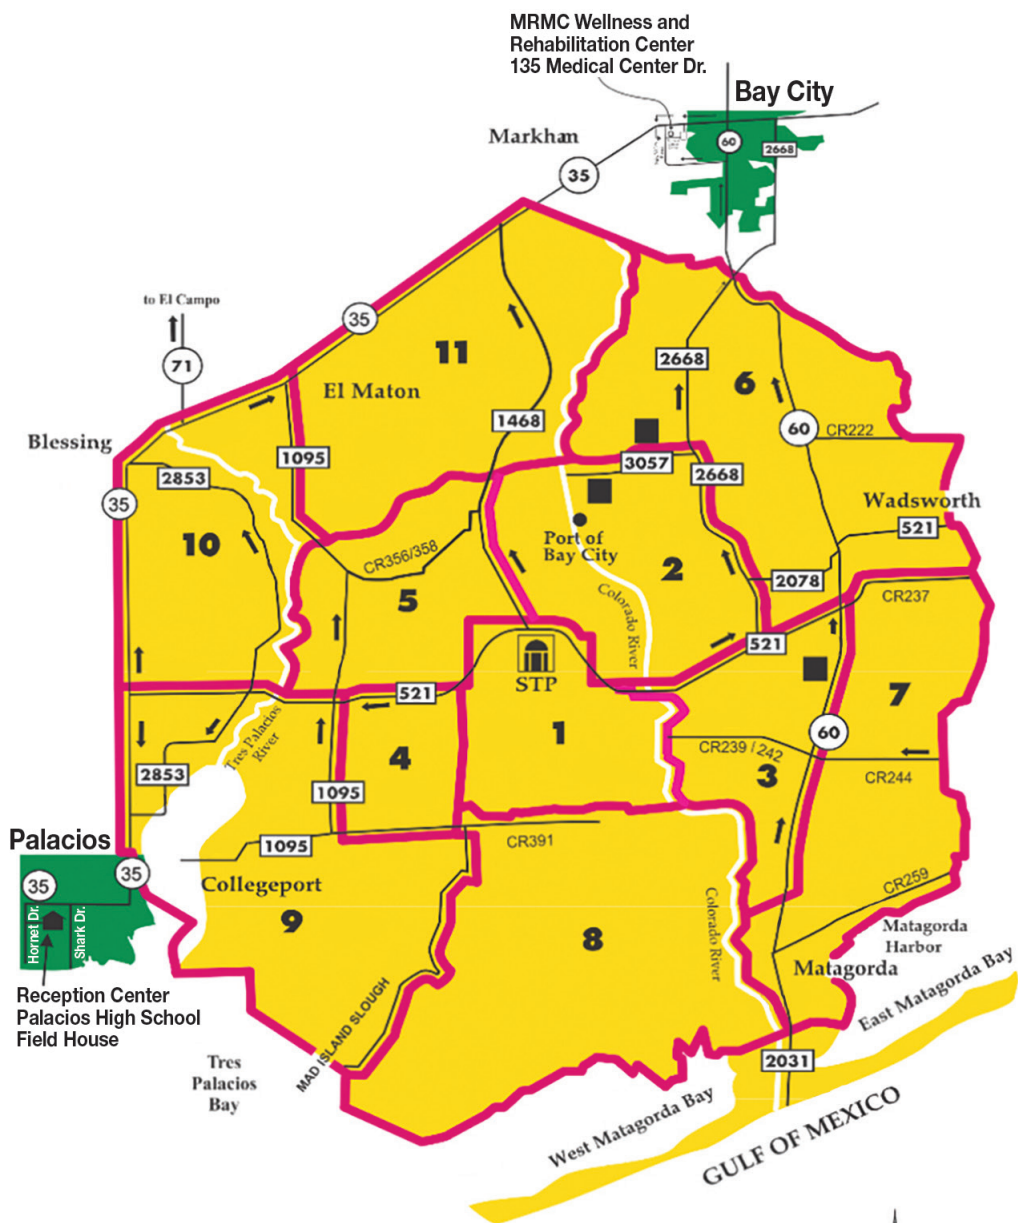 MRMC Wellness and
Rehabilitation Center
135 Medical Center Dr.
Bay City
Markhan
60
2668
35
to El Campo
35
71
11
2668
6
El Maton
1468
60
CR222
Blessing
1095
3057
2853
2668
35
Wadsworth
521
10
Port of
Bay City
CR356/358
2
2078
5
Colorado River
CR237
521
STP
521
7
Tres Palacios
River
1
60
4
CR239 / 242
3
2853
CR244
1095
Palacios
1095
CR391
35
35
Collegeport
CR259
Hornet Dr.
Shark Dr.
9
8
Colorado River
Matagorda
Harbor
Matagorda
Reception Center
Palacios High School
Field House
MAD ISLAND SLOUGH
East Matagorda Bay
Tres
Palacios
Bay
2031
West Matagorda Bay
GULF OF MEXICO